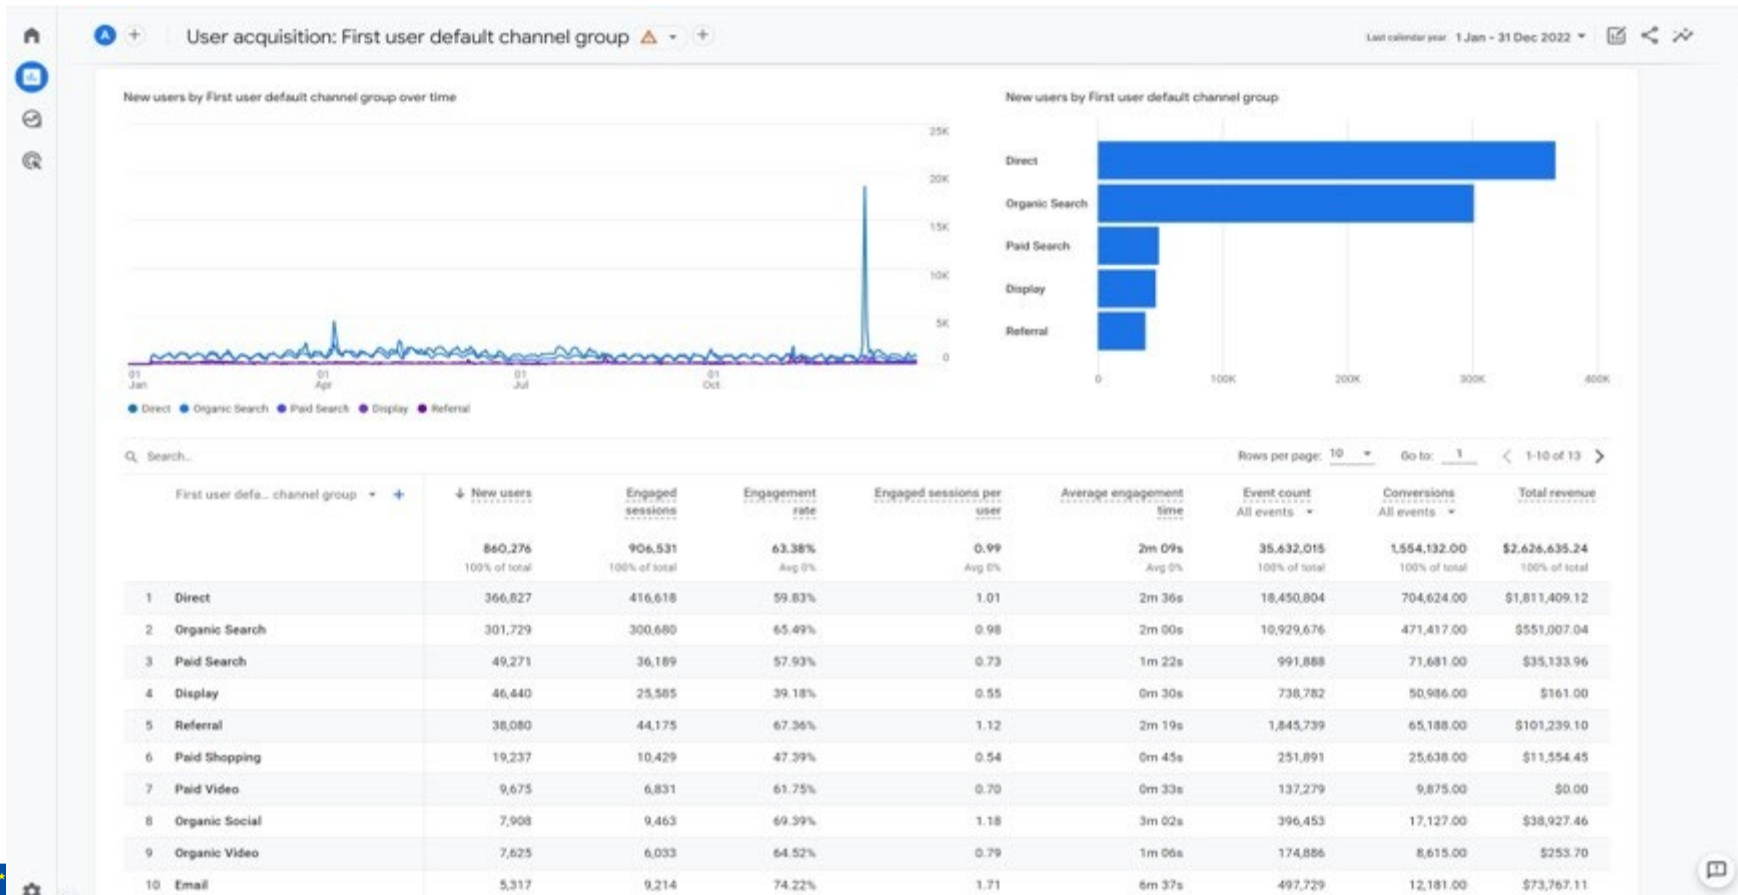 A + User acquisition: First user default channel group + Last calendar year 1 Jan - 31 Dec 2022
New users by First user default channel group over time
25K
20K
15K
10K
5K
0
01 Jan 01 Apr 01 Jul 01 Oct
Direct Organic Search Paid Search Display Referral
New users by First user default channel group
Direct
Organic Search
Paid Search
Display
Referral
0 100K 200K 300K 400K
Search... Rows per page: 10 Go to: 1 1-10 of 13
First user defa... channel group + New users Engaged sessions Engagement rate Engaged sessions per user Average engagement time Event count All events Conversions All events Total revenue
860,276 906,531 63.38% 0.99 2m 09s 35,632,015 1,554,132.00 $2,626,635.24
100% of total 100% of total Avg 0% Avg 0% Avg 0% 100% of total 100% of total 100% of total
1 Direct 366,827 416,618 59.83% 1.01 2m 36s 18,450,804 704,624.00 $1,811,409.12
2 Organic Search 301,729 300,680 65.49% 0.98 2m 00s 10,929,676 471,417.00 $551,007.04
3 Paid Search 49,271 36,189 57.93% 0.73 1m 22s 991,888 71,681.00 $35,133.96
4 Display 46,440 25,585 39.18% 0.55 0m 30s 738,782 50,986.00 $161.00
5 Referral 38,080 44,175 67.36% 1.12 2m 19s 1,845,739 65,188.00 $101,239.10
6 Paid Shopping 19,237 10,429 47.39% 0.54 0m 45s 251,891 25,638.00 $11,554.45
7 Paid Video 9,675 6,831 61.75% 0.70 0m 33s 137,279 9,875.00 $0.00
8 Organic Social 7,908 9,463 69.39% 1.18 3m 02s 396,453 17,127.00 $38,927.46
9 Organic Video 7,625 6,033 64.52% 0.79 1m 06s 174,886 8,615.00 $253.70
10 Email 5,317 9,214 74.22% 1.71 6m 37s 497,729 12,181.00 $73,767.11